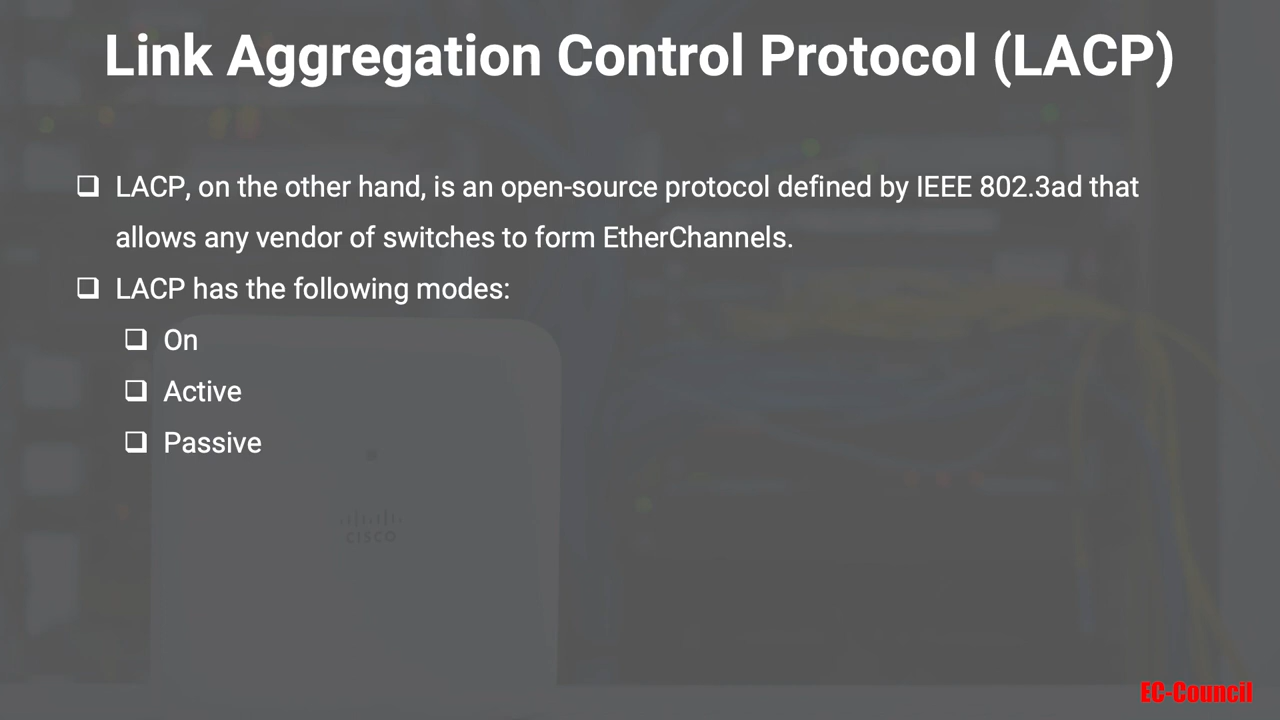 Link Aggregation Control Protocol (LACP)
LACP, on the other hand, is an open-source protocol defined by IEEE 802.3ad that
allows any vendor of switches to form EtherChannels.
LACP has the following modes:
On
Active
Passive
CISCO
EC-Council